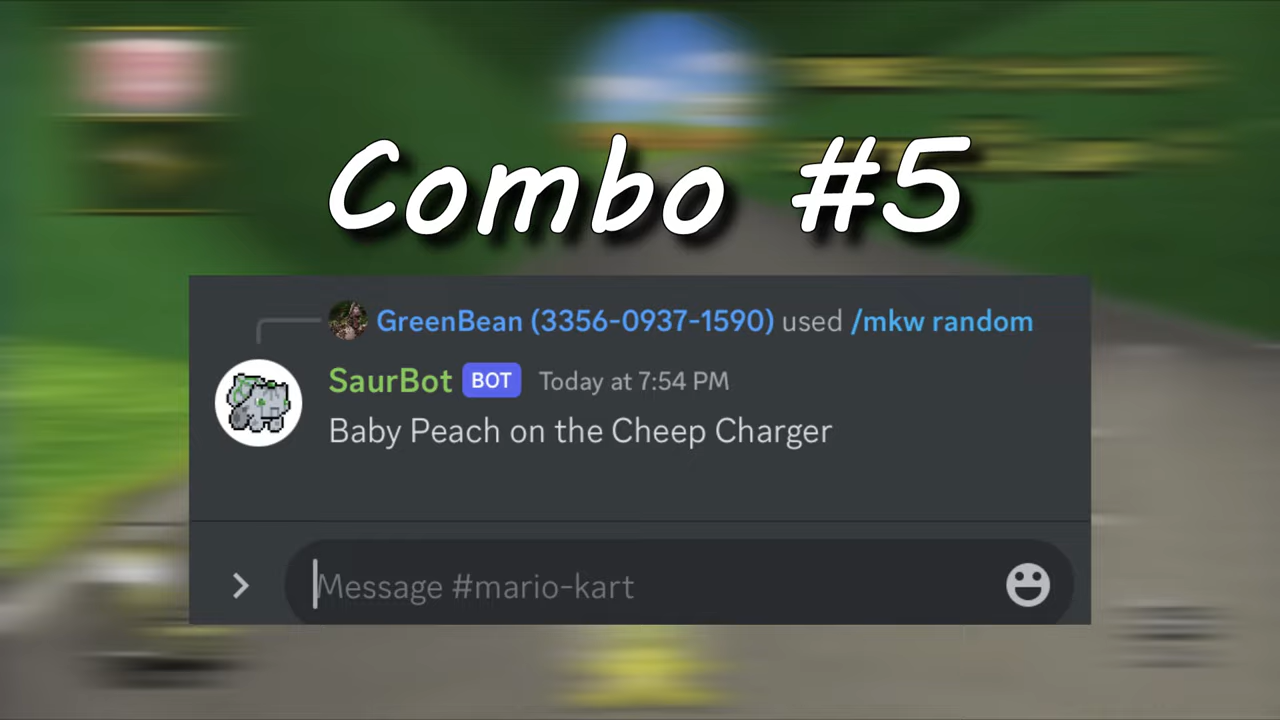 Combo #5
GreenBean (3356-0937-1590) used /mkw random
SaurBot BOT Today at 7:54 PM
Baby Peach on the Cheep Charger
Message #mario-kart